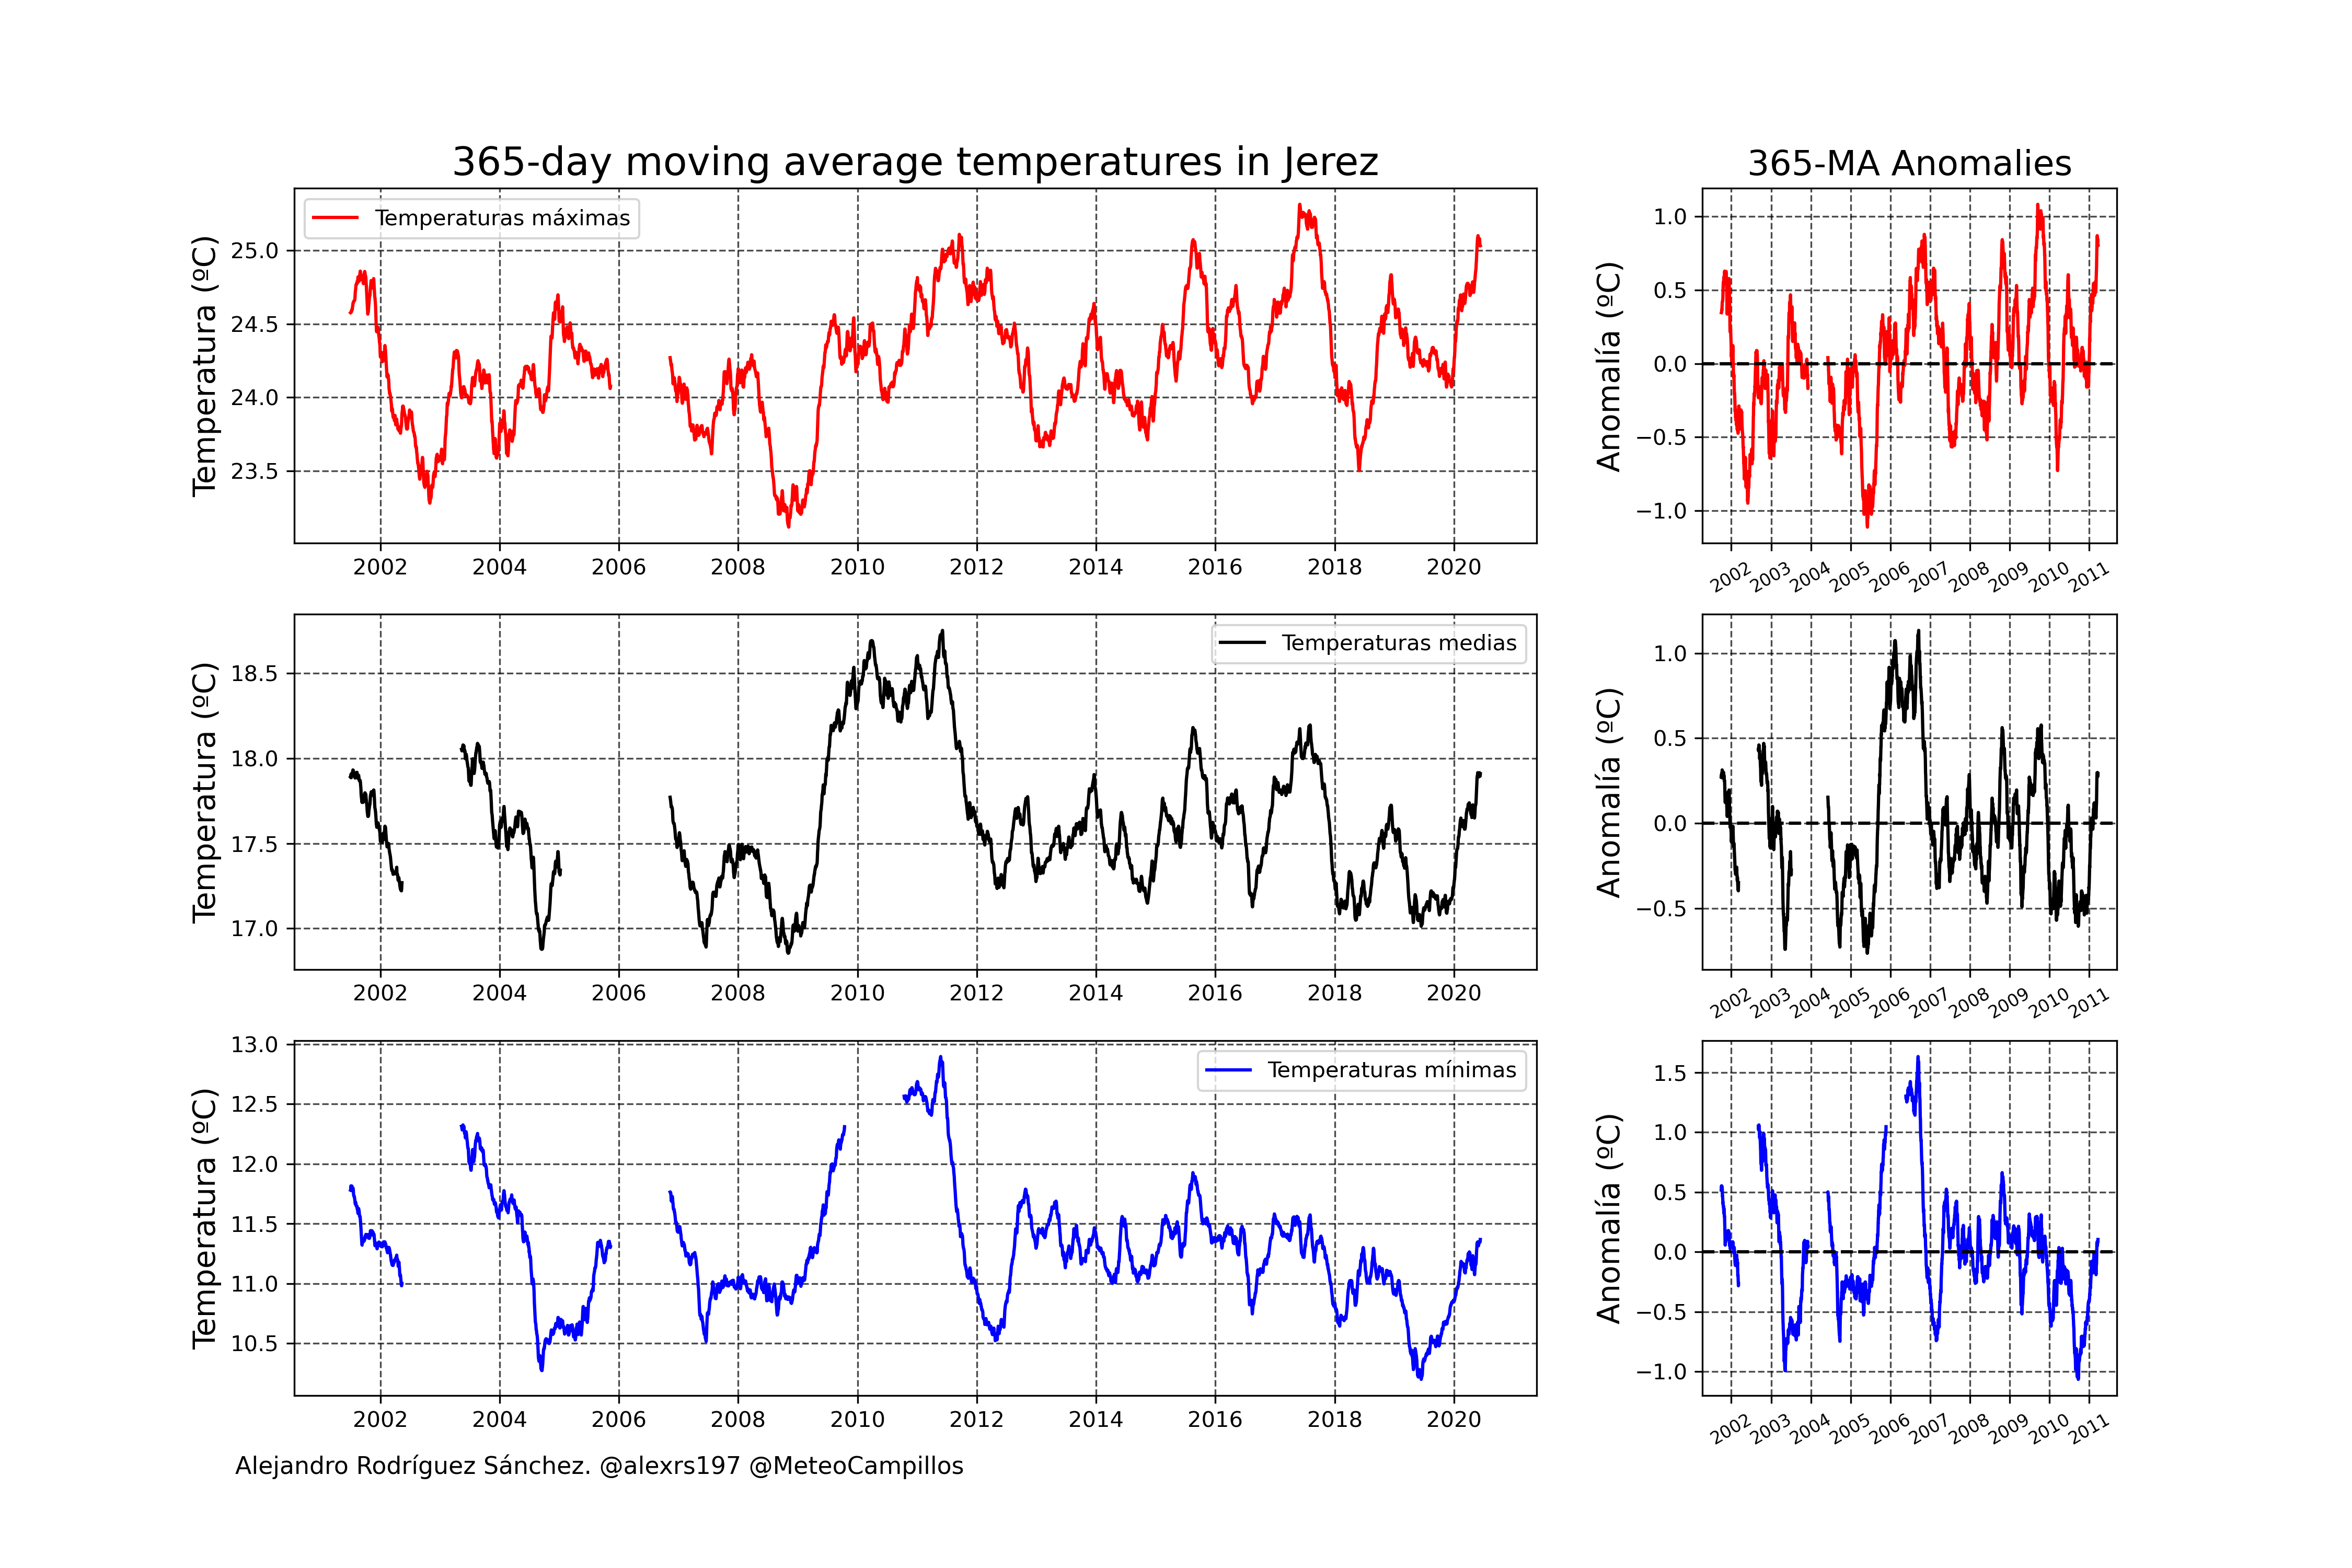 365-day moving average temperatures in Jerez
365-MA Anomalies
Temperaturas máximas
Temperatura (ºC)
25.0
24.5
24.0
23.5
2002 2004 2006 2008 2010 2012 2014 2016 2018 2020
Anomalía (ºC)
1.0
0.5
0.0
−0.5
−1.0
2002 2003 2004 2005 2006 2007 2008 2009 2010 2011
Temperaturas medias
Temperatura (ºC)
18.5
18.0
17.5
17.0
2002 2004 2006 2008 2010 2012 2014 2016 2018 2020
Anomalía (ºC)
1.0
0.5
0.0
−0.5
2002 2003 2004 2005 2006 2007 2008 2009 2010 2011
Temperaturas mínimas
Temperatura (ºC)
13.0
12.5
12.0
11.5
11.0
10.5
2002 2004 2006 2008 2010 2012 2014 2016 2018 2020
Anomalía (ºC)
1.5
1.0
0.5
0.0
−0.5
−1.0
2002 2003 2004 2005 2006 2007 2008 2009 2010 2011
Alejandro Rodríguez Sánchez. @alexrs197 @MeteoCampillos